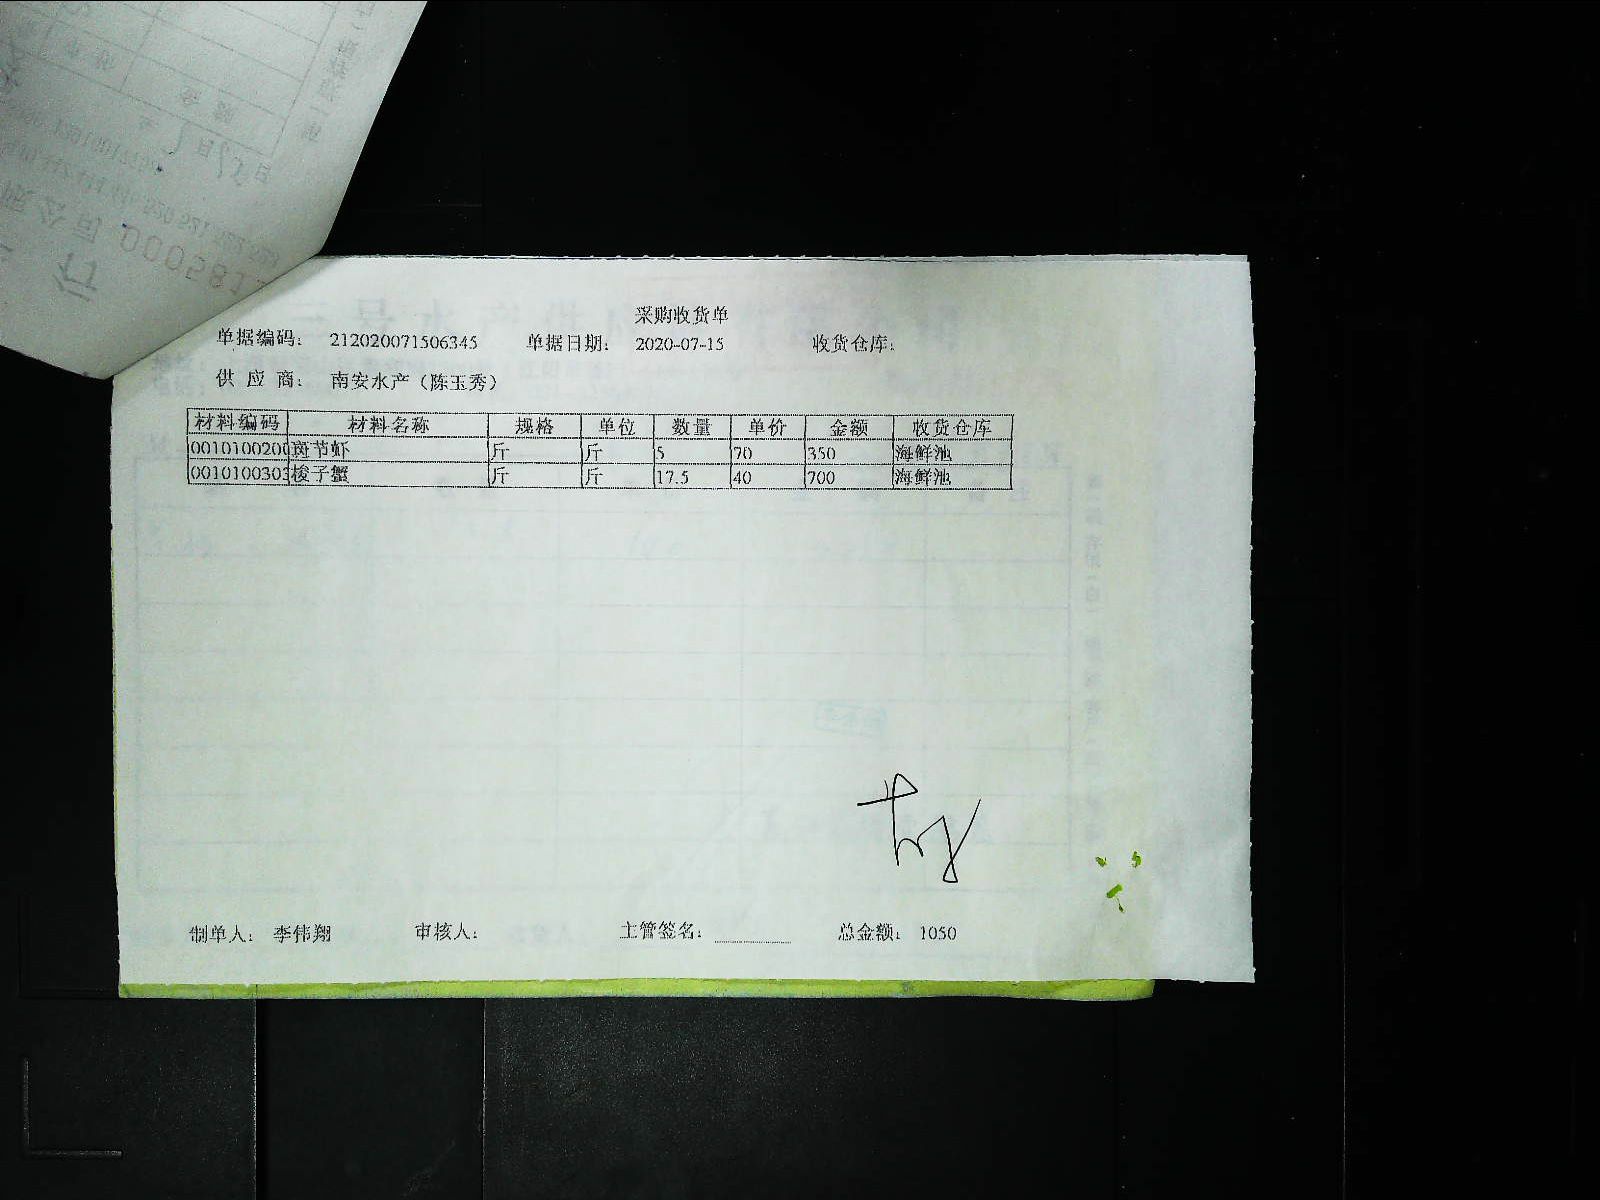 采购收货单
单据编码： 212020071506345 单据日期： 2020-07-15 收货仓库：
供 应 商： 南安水产（陈玉秀）
材料编码 材料名称 规格 单位 数量 单价 金额 收货仓库
0010100200 斑节虾 斤 斤 5 70 350 海鲜池
0010100303 梭子蟹 斤 斤 17.5 40 700 海鲜池
制单人： 李伟翔 审核人： 主管签名： 总金额： 1050